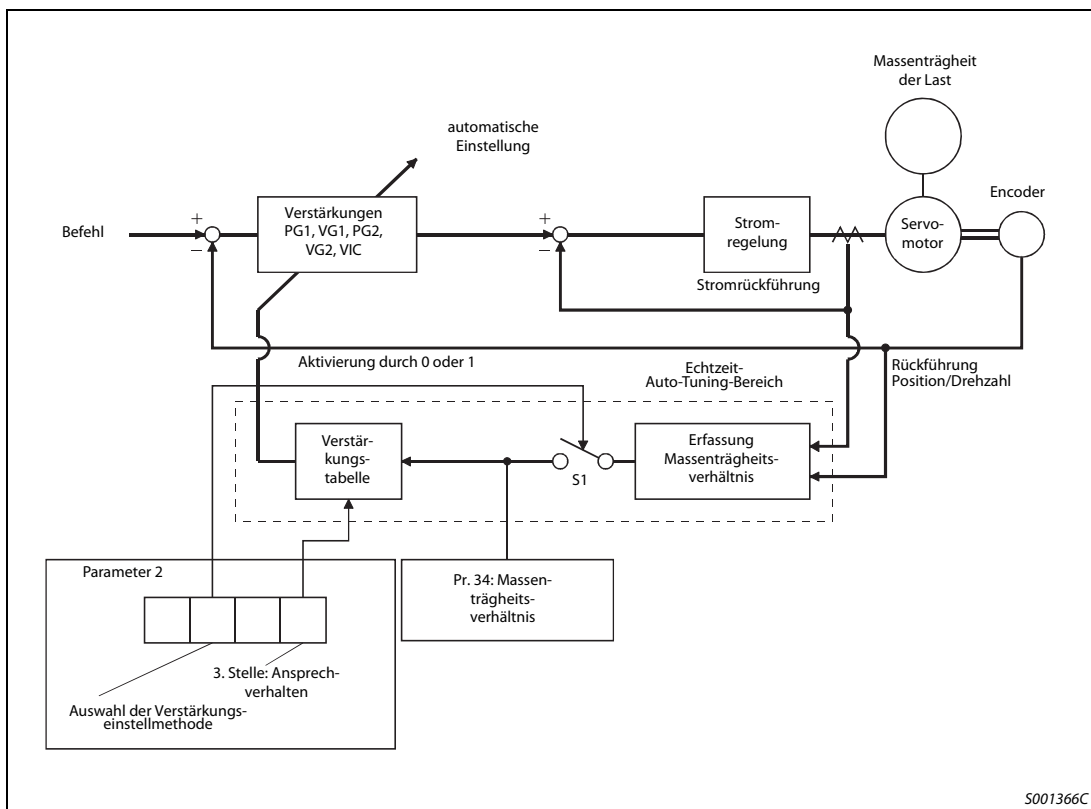 Massenträgheit
der Last
automatische
Einstellung
Encoder
Befehl
+
−
Verstärkungen
PG1, VG1, PG2,
VG2, VIC
+
−
Strom-
regelung
Servo-
motor
Stromrückführung
Aktivierung durch 0 oder 1
Echtzeit-
Auto-Tuning-Bereich
Rückführung
Position/Drehzahl
Verstär-
kungs-
tabelle
S1
Erfassung
Massenträgheits-
verhältnis
Parameter 2
Pr. 34: Massen-
trägheits-
verhältnis
3. Stelle: Ansprech-
verhalten
Auswahl der Verstärkungs-
einstellmethode
S001366C